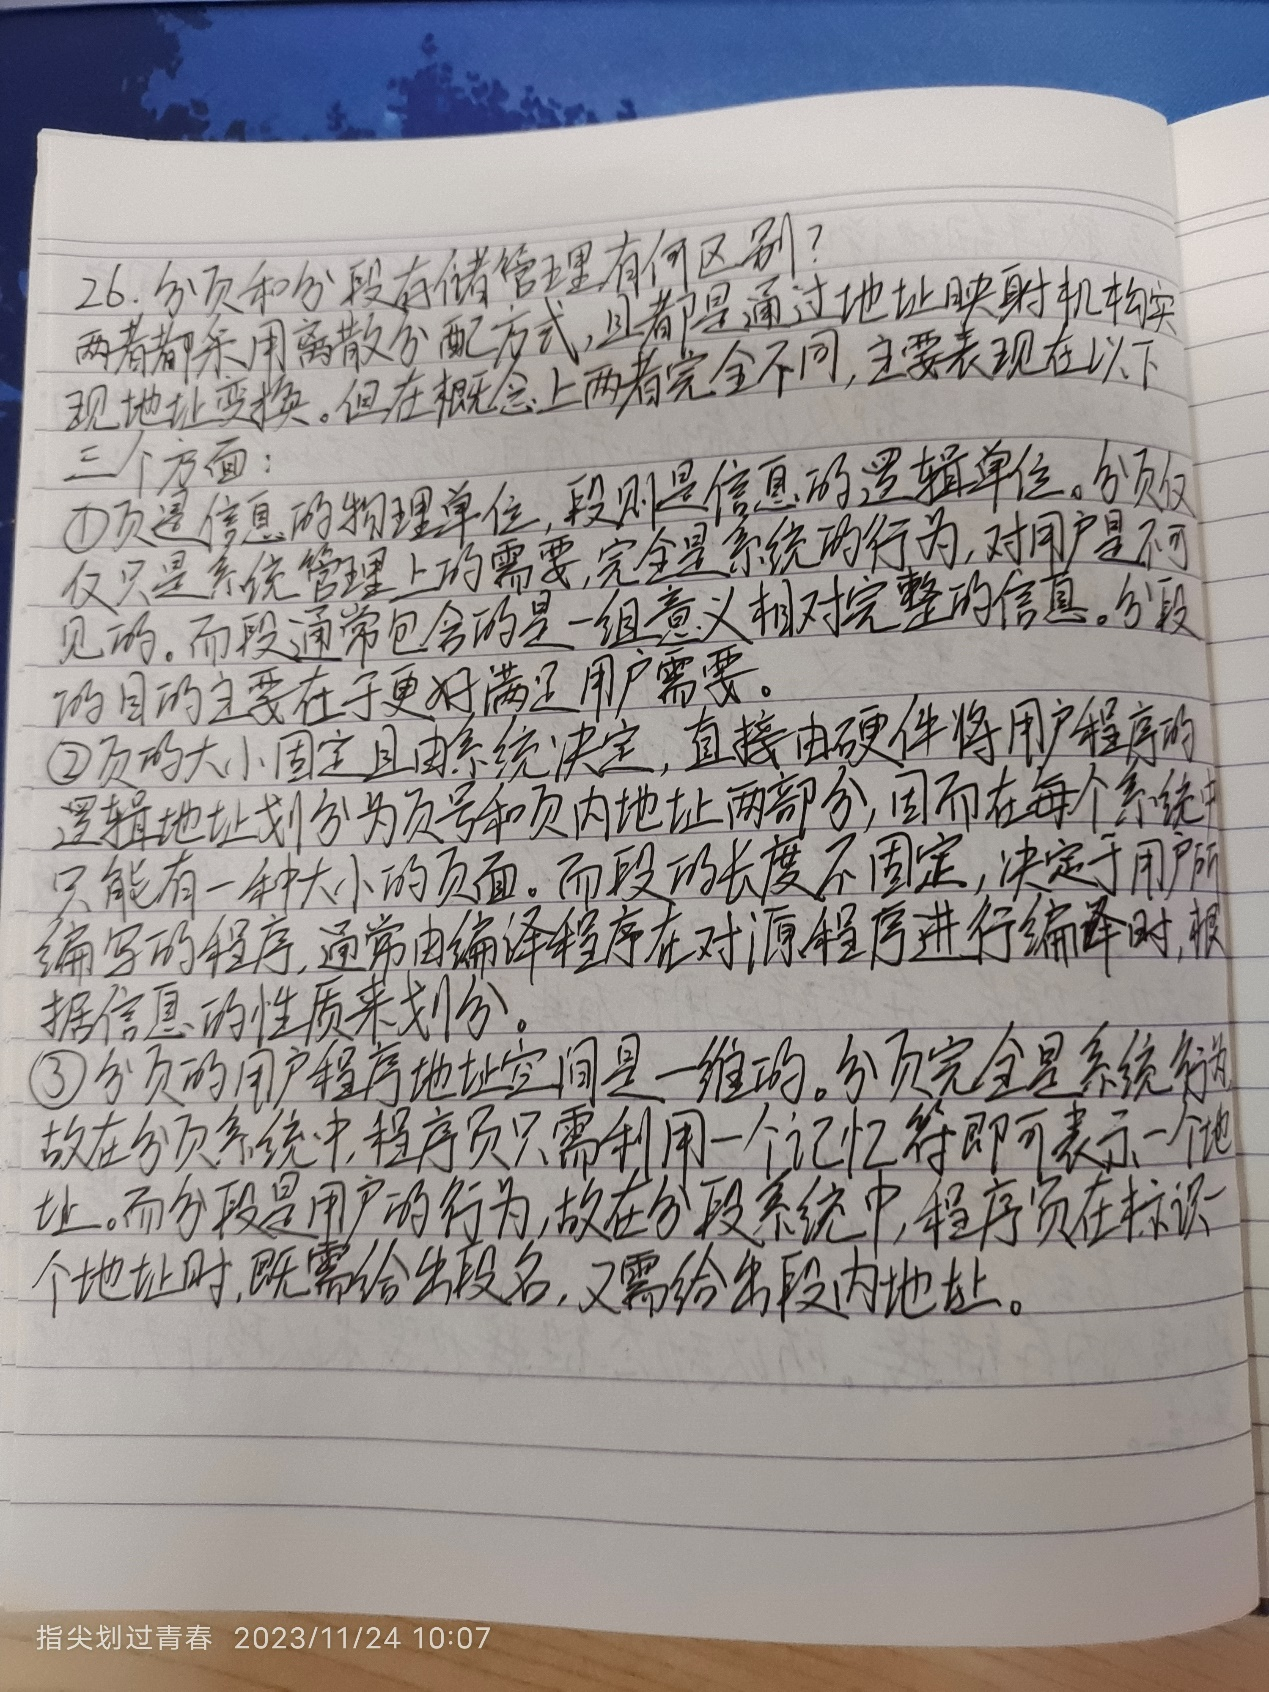 26.分页和分段存储管理有何区别?
两者都采用离散分配方式,且都是通过地址映射机构实
现地址变换。但在概念上两者完全不同,主要表现在以下
三个方面:
①页是信息的物理单位,段则是信息的逻辑单位。分页仅
仅只是系统管理上的需要,完全是系统的行为,对用户是不可
见的。而段通常包含的是一组意义相对完整的信息。分段
的目的主要在于更好满足用户需要。
②页的大小固定且由系统决定,直接由硬件将用户程序的
逻辑地址划分为页号和页内地址两部分,因而在每个系统中
只能有一种大小的页面。而段的长度不固定,决定于用户所
编写的程序,通常由编译程序在对源程序进行编译时,根
据信息的性质来划分。
③分页的用户程序地址空间是一维的。分页完全是系统行为
故在分页系统中,程序员只需利用一个记忆符即可表示一个地
址。而分段是用户的行为,故在分段系统中,程序员在标识一
个地址时,既需给出段名,又需给出段内地址。
指尖划过青春 2023/11/24 10:07